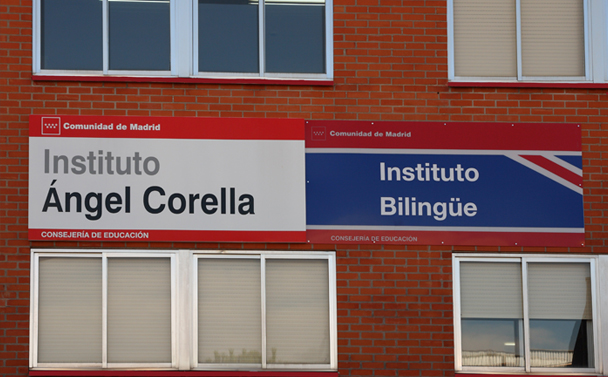 Comunidad de Madrid
Instituto
Ángel Corella
CONSEJERÍA DE EDUCACIÓN
Comunidad de Madrid
Instituto
Bilingüe
CONSEJERÍA DE EDUCACIÓN